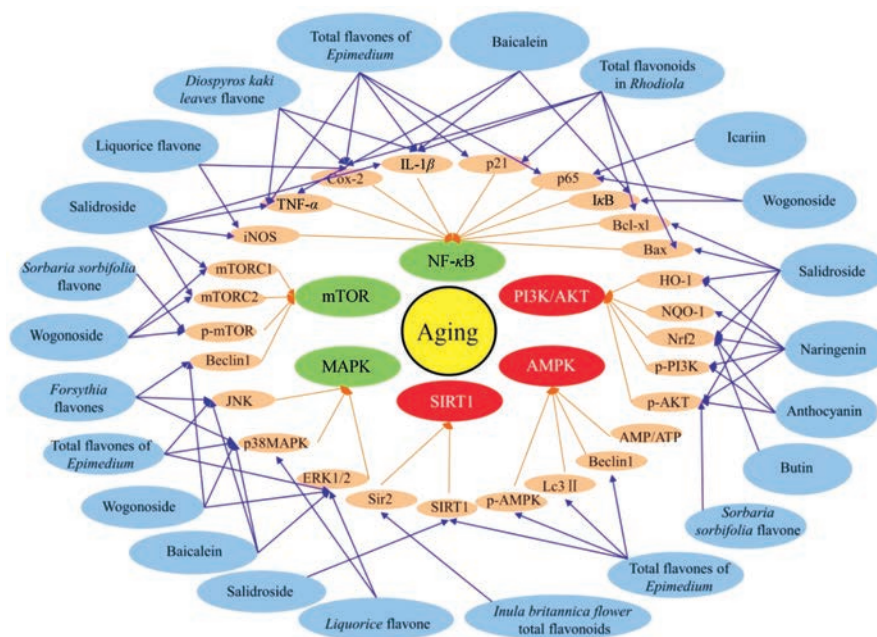 Total flavones of
Epimedium
Baicalein
Diospyros kaki
leaves flavone
Total flavonoids
in Rhodiola
Liquorice flavone
Icariin
IL-1β
p21
Cox-2
p65
Salidroside
TNF-α
IκB
Wogonoside
Bcl-xl
iNOS
Bax
NF-κB
Sorbaria sorbifolia
flavone
mTORC1
HO-1
Salidroside
mTORC2
mTOR
PI3K/AKT
NQO-1
Wogonoside
p-mTOR
Aging
Nrf2
Naringenin
Beclin1
MAPK
AMPK
p-PI3K
Forsythia
flavones
JNK
SIRT1
p-AKT
Anthocyanin
Total flavones of
Epimedium
p38MAPK
AMP/ATP
Butin
ERK1/2
Beclin1
Wogonoside
Sir2
SIRT1
p-AMPK
Lc3Ⅱ
Sorbaria
sorbifolia flavone
Baicalein
Salidroside
Total flavones of
Epimedium
Liquorice flavone
Inula britannica flower
total flavonoids